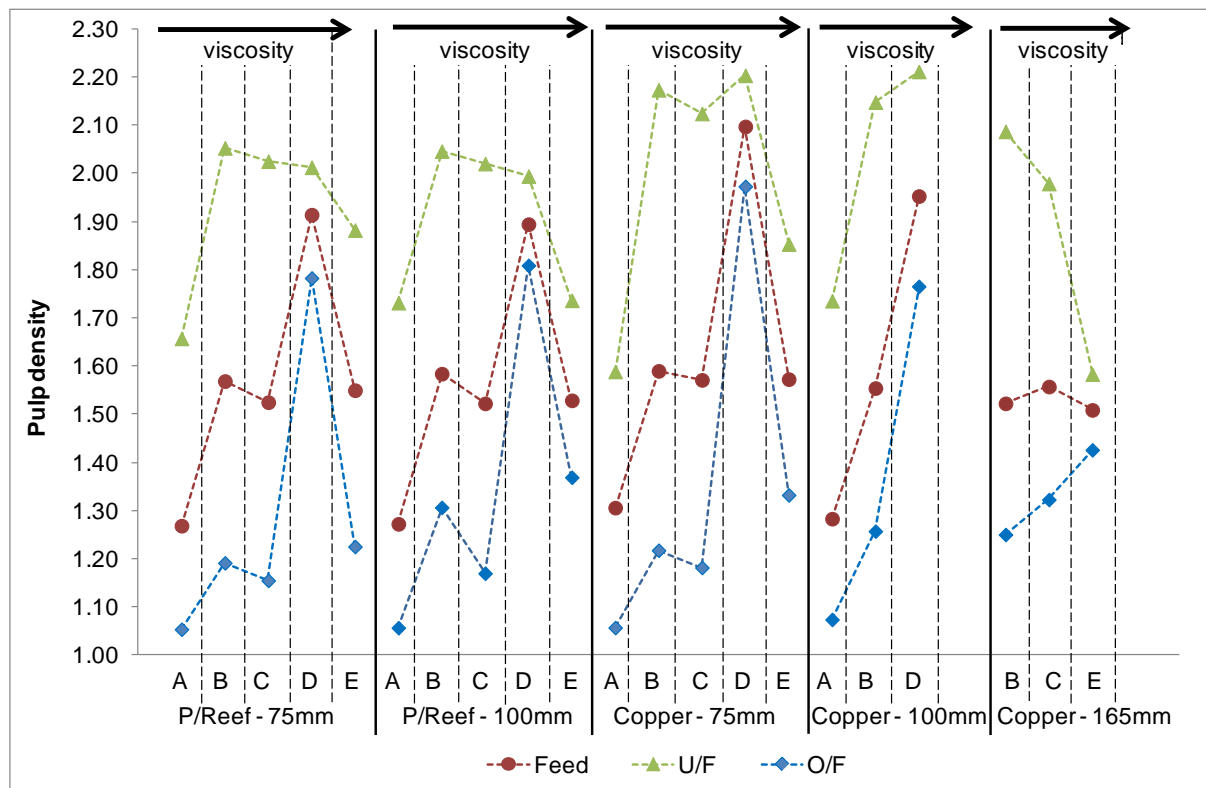 2.30
2.20
2.10
2.00
1.90
1.80
1.70
1.60
1.50
1.40
1.30
1.20
1.10
1.00
Pulp density
viscosity viscosity viscosity viscosity viscosity
A B C D E A B C D E A B C D E A B D B C E
P/Reef - 75mm P/Reef - 100mm Copper - 75mm Copper - 100mm Copper - 165mm
Feed U/F O/F